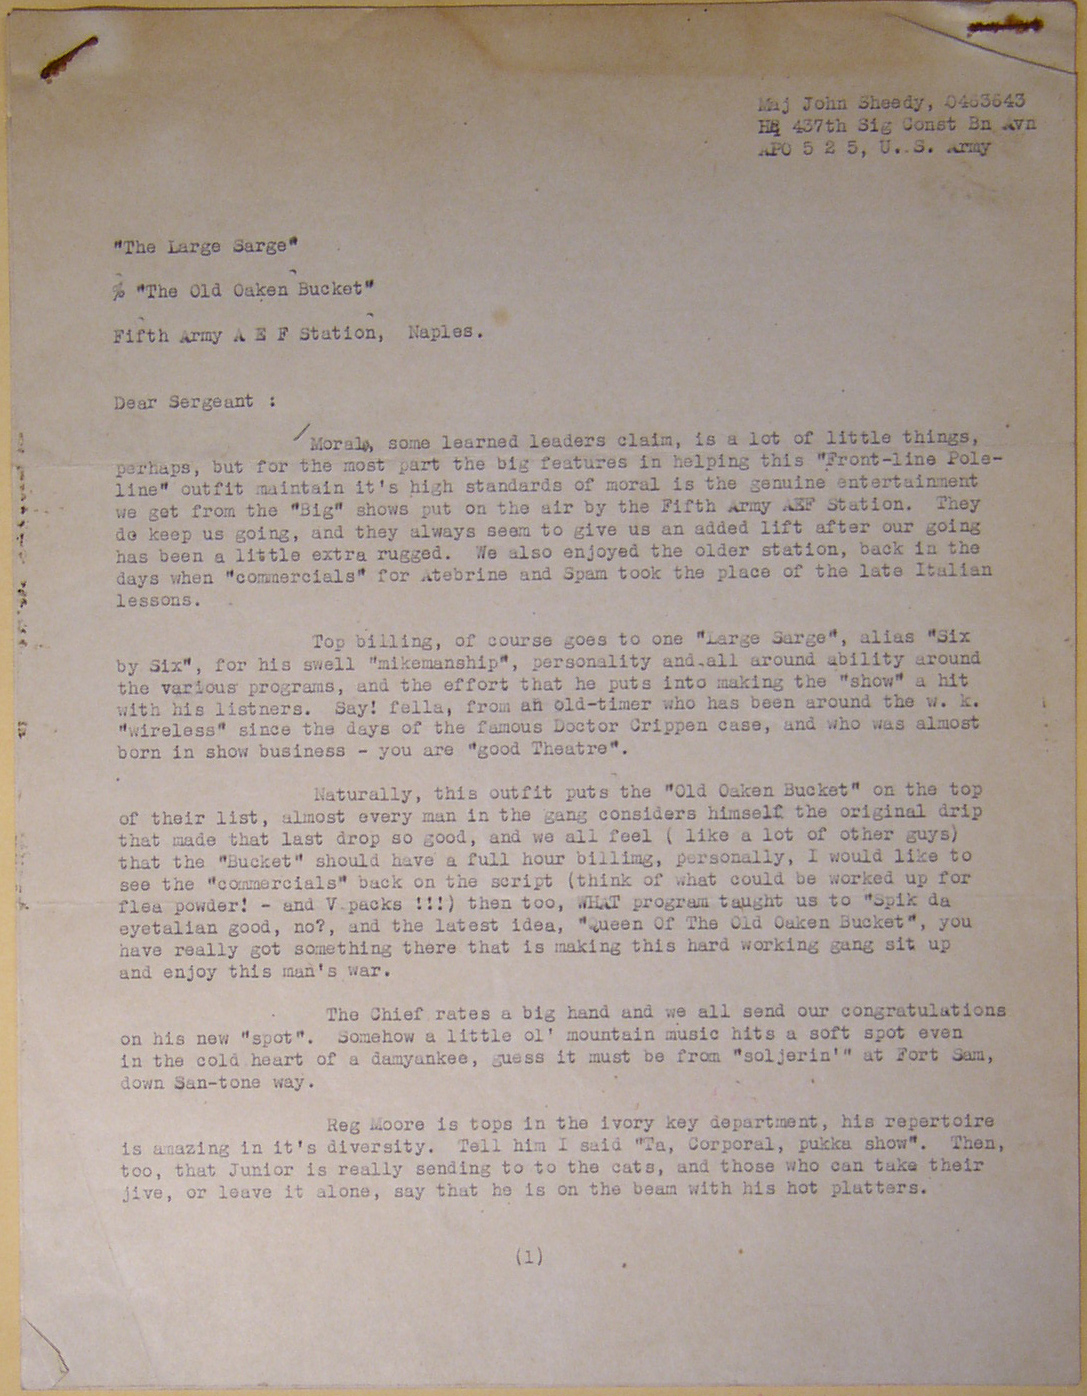 Maj John Sheedy, 0463643
HQ 437th Sig Const Bn Avn
APO 5 2 5, U. S. Army
"The Large Sarge"
% "The Old Oaken Bucket"
Fifth Army A E F Station, Naples.
Dear Sergeant :
Morale, some learned leaders claim, is a lot of little things,
perhaps, but for the most part the big features in helping this "Front-line Pole-
line" outfit maintain it's high standards of moral is the genuine entertainment
we get from the "Big" shows put on the air by the Fifth Army AEF Station. They
do keep us going, and they always seem to give us an added lift after our going
has been a little extra rugged. We also enjoyed the older station, back in the
days when "commercials" for Atebrine and Spam took the place of the late Italian
lessons.
Top billing, of course goes to one "Large Sarge", alias "Six
by Six", for his swell "mikemanship", personality and all around ability around
the various programs, and the effort that he puts into making the "show" a hit
with his listners. Say! fella, from an old-timer who has been around the w. k.
"wireless" since the days of the famous Doctor Crippen case, and who was almost
born in show business - you are "good Theatre".
Naturally, this outfit puts the "Old Oaken Bucket" on the top
of their list, almost every man in the gang considers himself the original drip
that made that last drop so good, and we all feel ( like a lot of other guys)
that the "Bucket" should have a full hour billimg, personally, I would like to
see the "commercials" back on the script (think of what could be worked up for
flea powder! - and V packs !!!) then too, WHAT program taught us to "Spik da
eyetalian good, no?, and the latest idea, "Queen Of The Old Oaken Bucket", you
have really got something there that is making this hard working gang sit up
and enjoy this man's war.
The Chief rates a big hand and we all send our congratulations
on his new "spot". Somehow a little ol' mountain music hits a soft spot even
in the cold heart of a damyankee, guess it must be from "soljerin'" at Fort Sam,
down San-tone way.
Reg Moore is tops in the ivory key department, his repertoire
is amazing in it's diversity. Tell him I said "Ta, Corporal, pukka show". Then,
too, that Junior is really sending to to the cats, and those who can take their
jive, or leave it alone, say that he is on the beam with his hot platters.
(1)